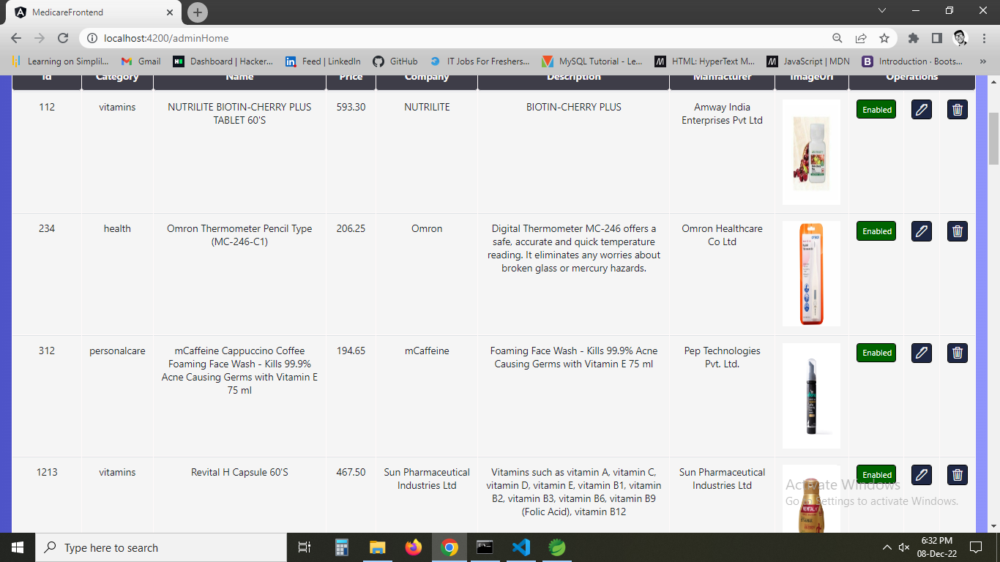 MedicareFrontend
localhost:4200/adminHome
Learning on Simplil... Gmail Dashboard | Hacker... Feed | LinkedIn GitHub IT Jobs For Freshers... MySQL Tutorial - Le... HTML: HyperText M... JavaScript | MDN Introduction · Boots... »
Id Category Name Price Company Description Manfacturer ImageUrl Operations
112 vitamins NUTRILITE BIOTIN-CHERRY PLUS 593.30 NUTRILITE BIOTIN-CHERRY PLUS Amway India Enabled
TABLET 60'S Enterprises Pvt Ltd
234 health Omron Thermometer Pencil Type 206.25 Omron Digital Thermometer MC-246 offers a Omron Healthcare Enabled
(MC-246-C1) safe, accurate and quick temperature Co Ltd
reading. It eliminates any worries about
broken glass or mercury hazards.
312 personalcare mCaffeine Cappuccino Coffee 194.65 mCaffeine Foaming Face Wash - Kills 99.9% Acne Pep Technologies Enabled
Foaming Face Wash - Kills 99.9% Causing Germs with Vitamin E 75 ml Pvt. Ltd.
Acne Causing Germs with Vitamin E
75 ml
1213 vitamins Revital H Capsule 60'S 467.50 Sun Pharmaceutical Vitamins such as vitamin A, vitamin C, Sun Pharmaceutical Enabled
Industries Ltd vitamin D, vitamin E, vitamin B1, vitamin Industries Ltd
B2, vitamin B3, vitamin B6, vitamin B9
(Folic Acid), vitamin B12
REVITAL
Activate Windows
Go to Settings to activate Windows.
Type here to search
6:32 PM
08-Dec-22